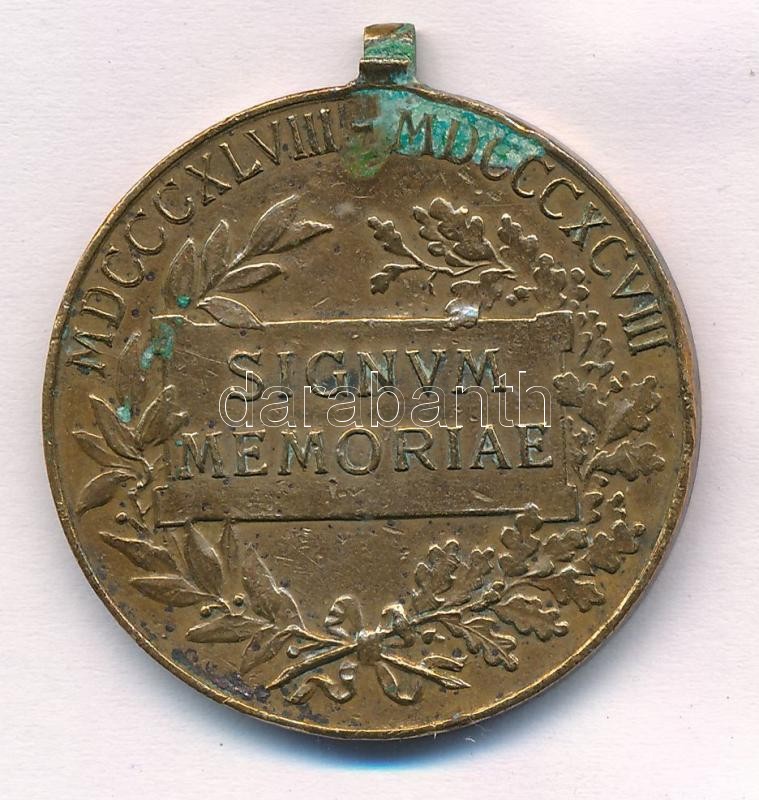 MDCCCXLVIII - MDCCCXCVIII
SIGNVM
MEMORIAE
darabanth